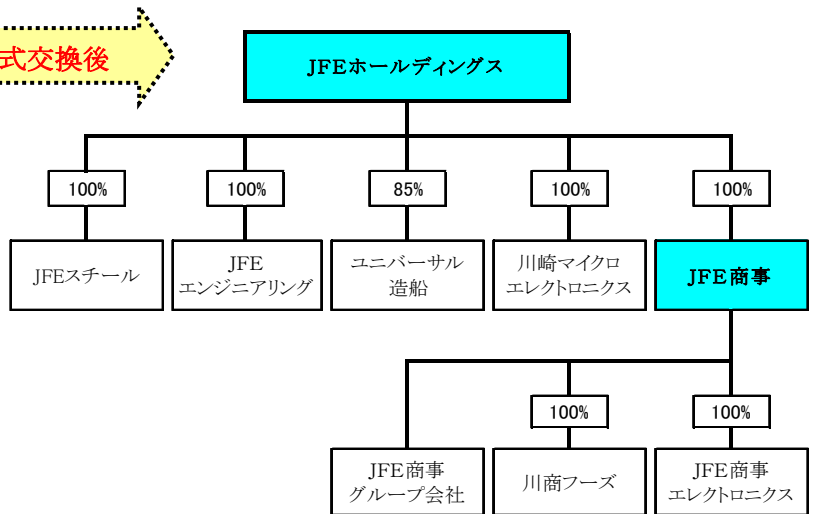 式交換後
JFEホールディングス
100%
100%
85%
100%
100%
JFEスチール
JFE
エンジニアリング
ユニバーサル
造船
川崎マイクロ
エレクトロニクス
JFE商事
100%
100%
JFE商事
グループ会社
川商フーズ
JFE商事
エレクトロニクス